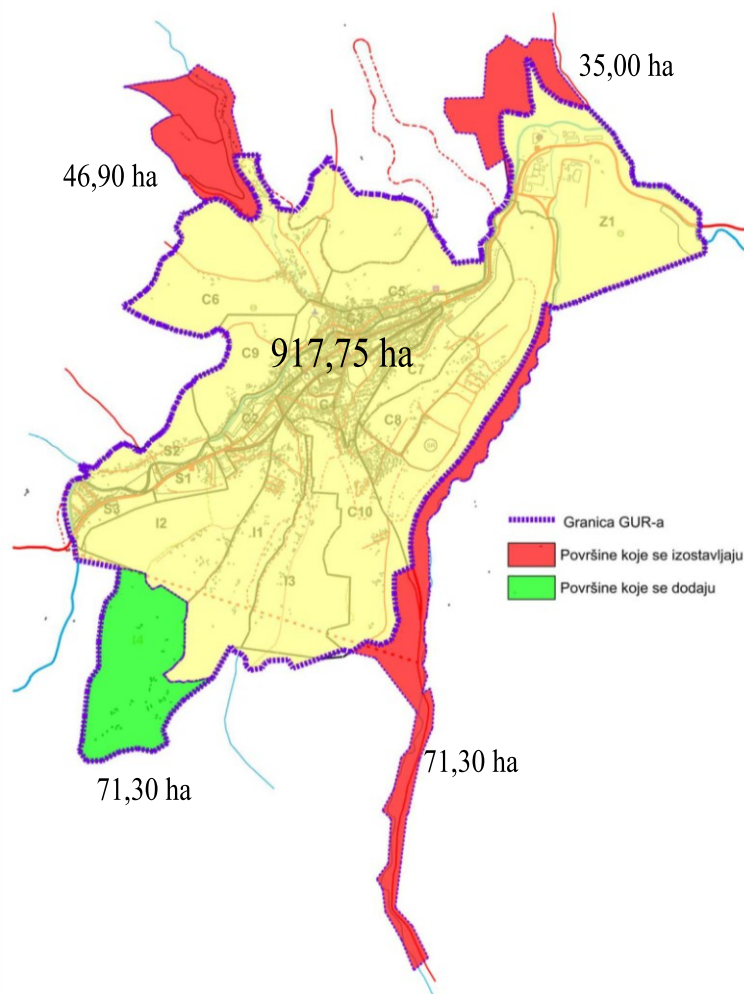 35,00 ha
46,90 ha
Z1
C6
C5
C3
917,75 ha
C9
C7
C2
C8
S2
S1
S3
C10
I2
I1
I3
I4
Granica GUR-a
Površine koje se izostavljaju
Površine koje se dodaju
71,30 ha
71,30 ha